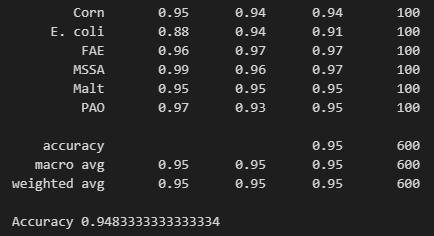 Corn 0.95 0.94 0.94 100
E. coli 0.88 0.94 0.91 100
FAE 0.96 0.97 0.97 100
MSSA 0.99 0.96 0.97 100
Malt 0.95 0.95 0.95 100
PAO 0.97 0.93 0.95 100
accuracy 0.95 600
macro avg 0.95 0.95 0.95 600
weighted avg 0.95 0.95 0.95 600
Accuracy 0.9483333333333334